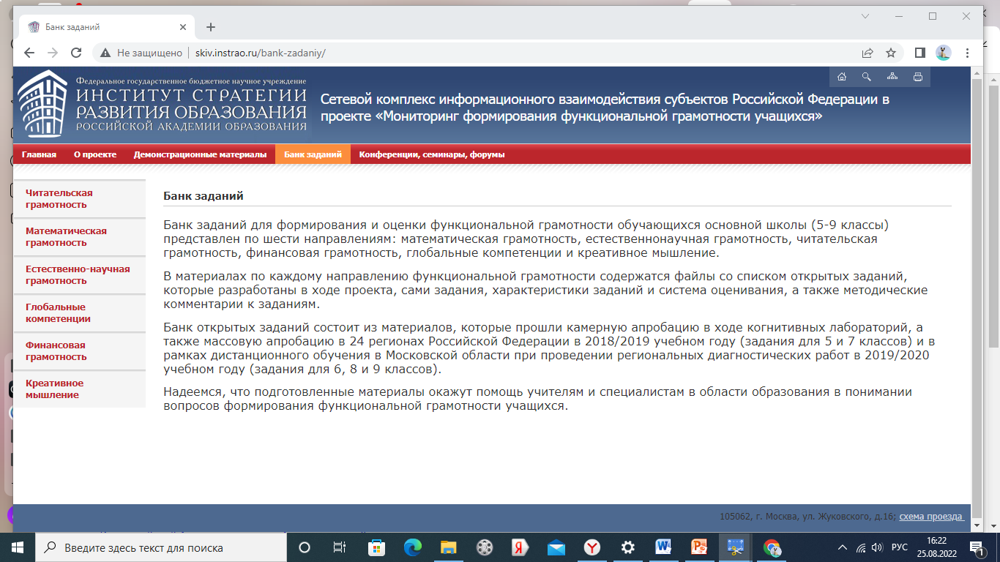 Банк заданий
Не защищено skiv.instrao.ru/bank-zadaniy/
Федеральное государственное бюджетное научное учреждение
ИНСТИТУТ СТРАТЕГИИ
РАЗВИТИЯ ОБРАЗОВАНИЯ
РОССИЙСКОЙ АКАДЕМИИ ОБРАЗОВАНИЯ
Сетевой комплекс информационного взаимодействия субъектов Российской Федерации в
проекте «Мониторинг формирования функциональной грамотности учащихся»
Главная О проекте Демонстрационные материалы Банк заданий Конференции, семинары, форумы
Читательская
грамотность
Математическая
грамотность
Естественно-научная
грамотность
Глобальные
компетенции
Финансовая
грамотность
Креативное
мышление
Банк заданий
Банк заданий для формирования и оценки функциональной грамотности обучающихся основной школы (5-9 классы)
представлен по шести направлениям: математическая грамотность, естественнонаучная грамотность, читательская
грамотность, финансовая грамотность, глобальные компетенции и креативное мышление.
В материалах по каждому направлению функциональной грамотности содержатся файлы со списком открытых заданий,
которые разработаны в ходе проекта, сами задания, характеристики заданий и система оценивания, а также методические
комментарии к заданиям.
Банк открытых заданий состоит из материалов, которые прошли камерную апробацию в ходе когнитивных лабораторий, а
также массовую апробацию в 24 регионах Российской Федерации в 2018/2019 учебном году (задания для 5 и 7 классов) и в
рамках дистанционного обучения в Московской области при проведении региональных диагностических работ в 2019/2020
учебном году (задания для 6, 8 и 9 классов).
Надеемся, что подготовленные материалы окажут помощь учителям и специалистам в области образования в понимании
вопросов формирования функциональной грамотности учащихся.
105062, г. Москва, ул. Жуковского, д.16; схема проезда
Введите здесь текст для поиска
РУС
16:22
25.08.2022
1